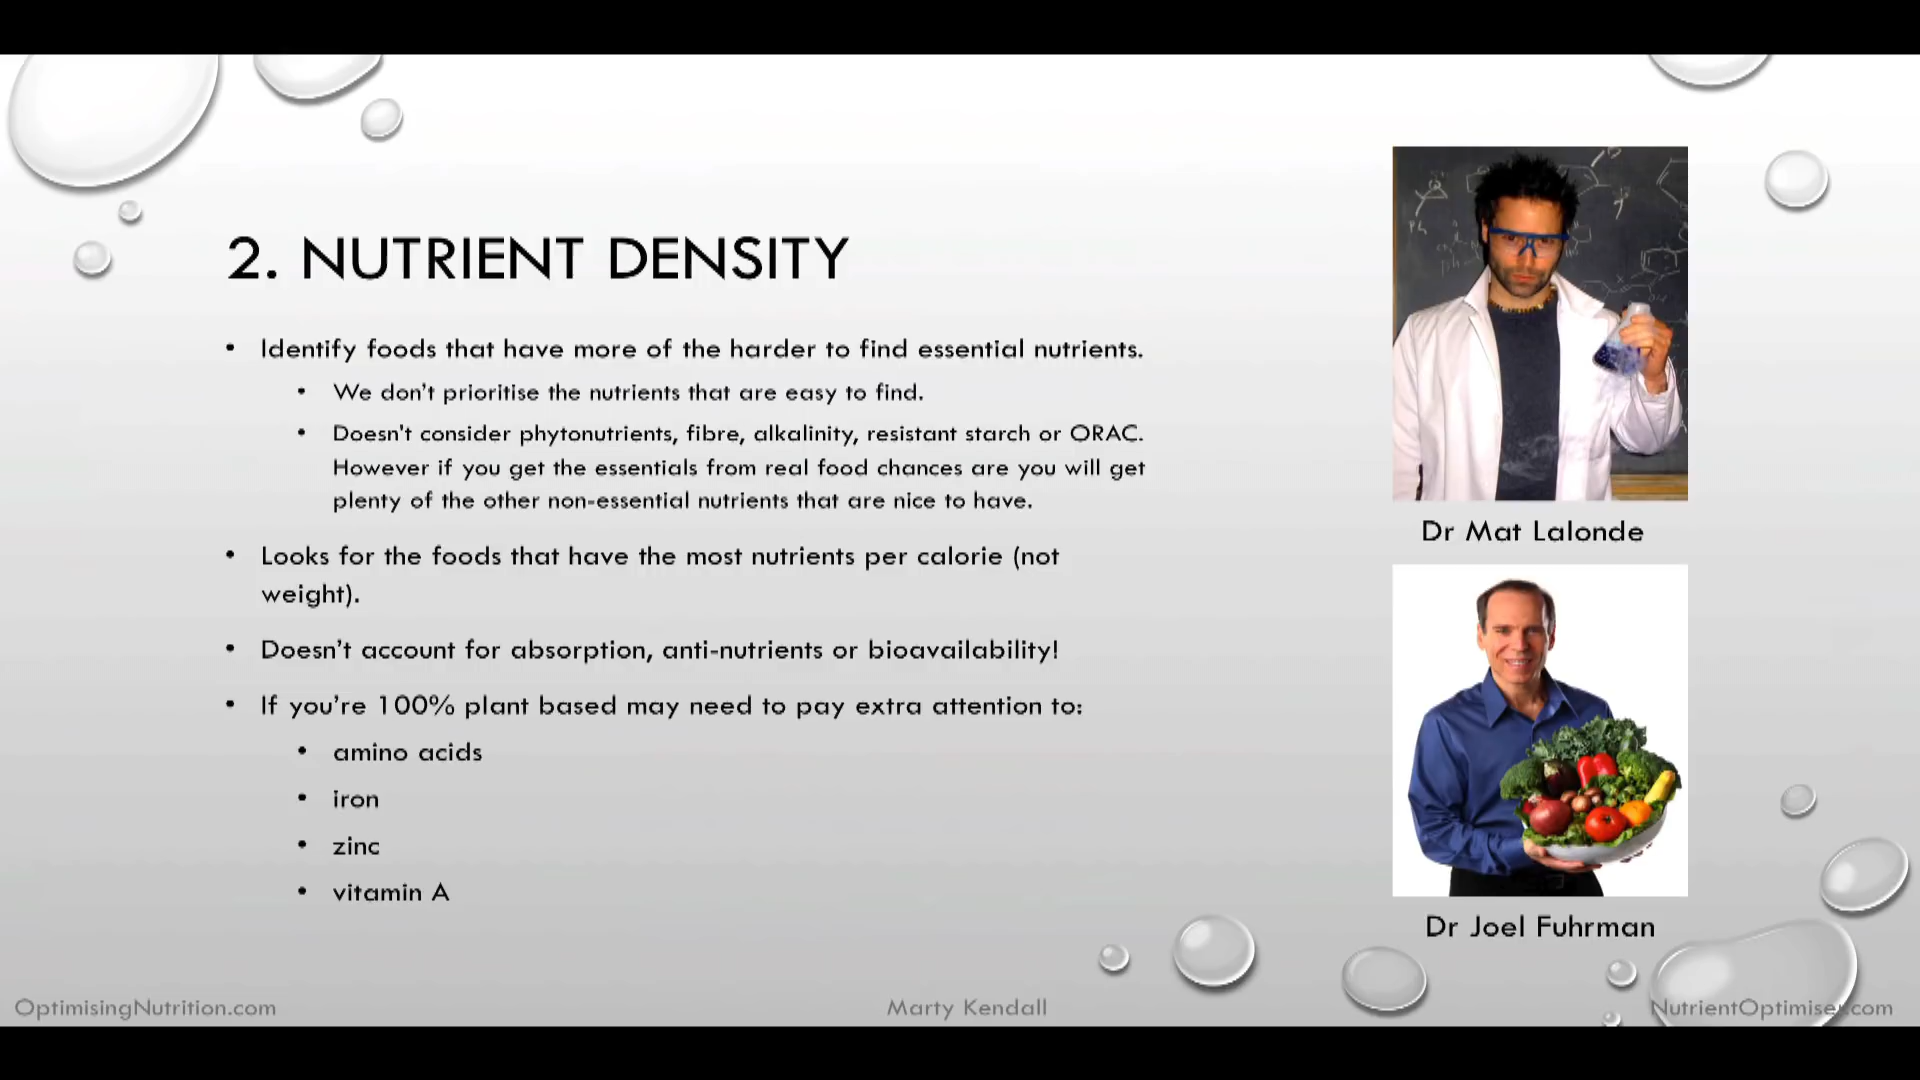 2. NUTRIENT DENSITY
• Identify foods that have more of the harder to find essential nutrients.
• We don't prioritise the nutrients that are easy to find.
• Doesn't consider phytonutrients, fibre, alkalinity, resistant starch or ORAC.
However if you get the essentials from real food chances are you will get
plenty of the other non-essential nutrients that are nice to have.
• Looks for the foods that have the most nutrients per calorie (not
weight).
• Doesn't account for absorption, anti-nutrients or bioavailability!
• If you're 100% plant based may need to pay extra attention to:
• amino acids
• iron
• zinc
• vitamin A
Dr Mat Lalonde
Dr Joel Fuhrman
OptimisingNutrition.com
Marty Kendall
NutrientOptimiser.com